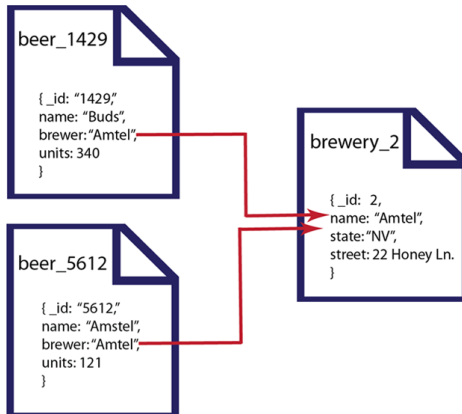 beer_1429
{ _id: “1429,”
name: “Buds”,
brewer:“Amtel”,
units: 340
}
brewery_2
{ _id:  2,
name: “Amtel”,
state:“NV”,
street: 22 Honey Ln.
}
beer_5612
{ _id: “5612,”
name: “Amstel”,
brewer:“Amtel”,
units: 121
}